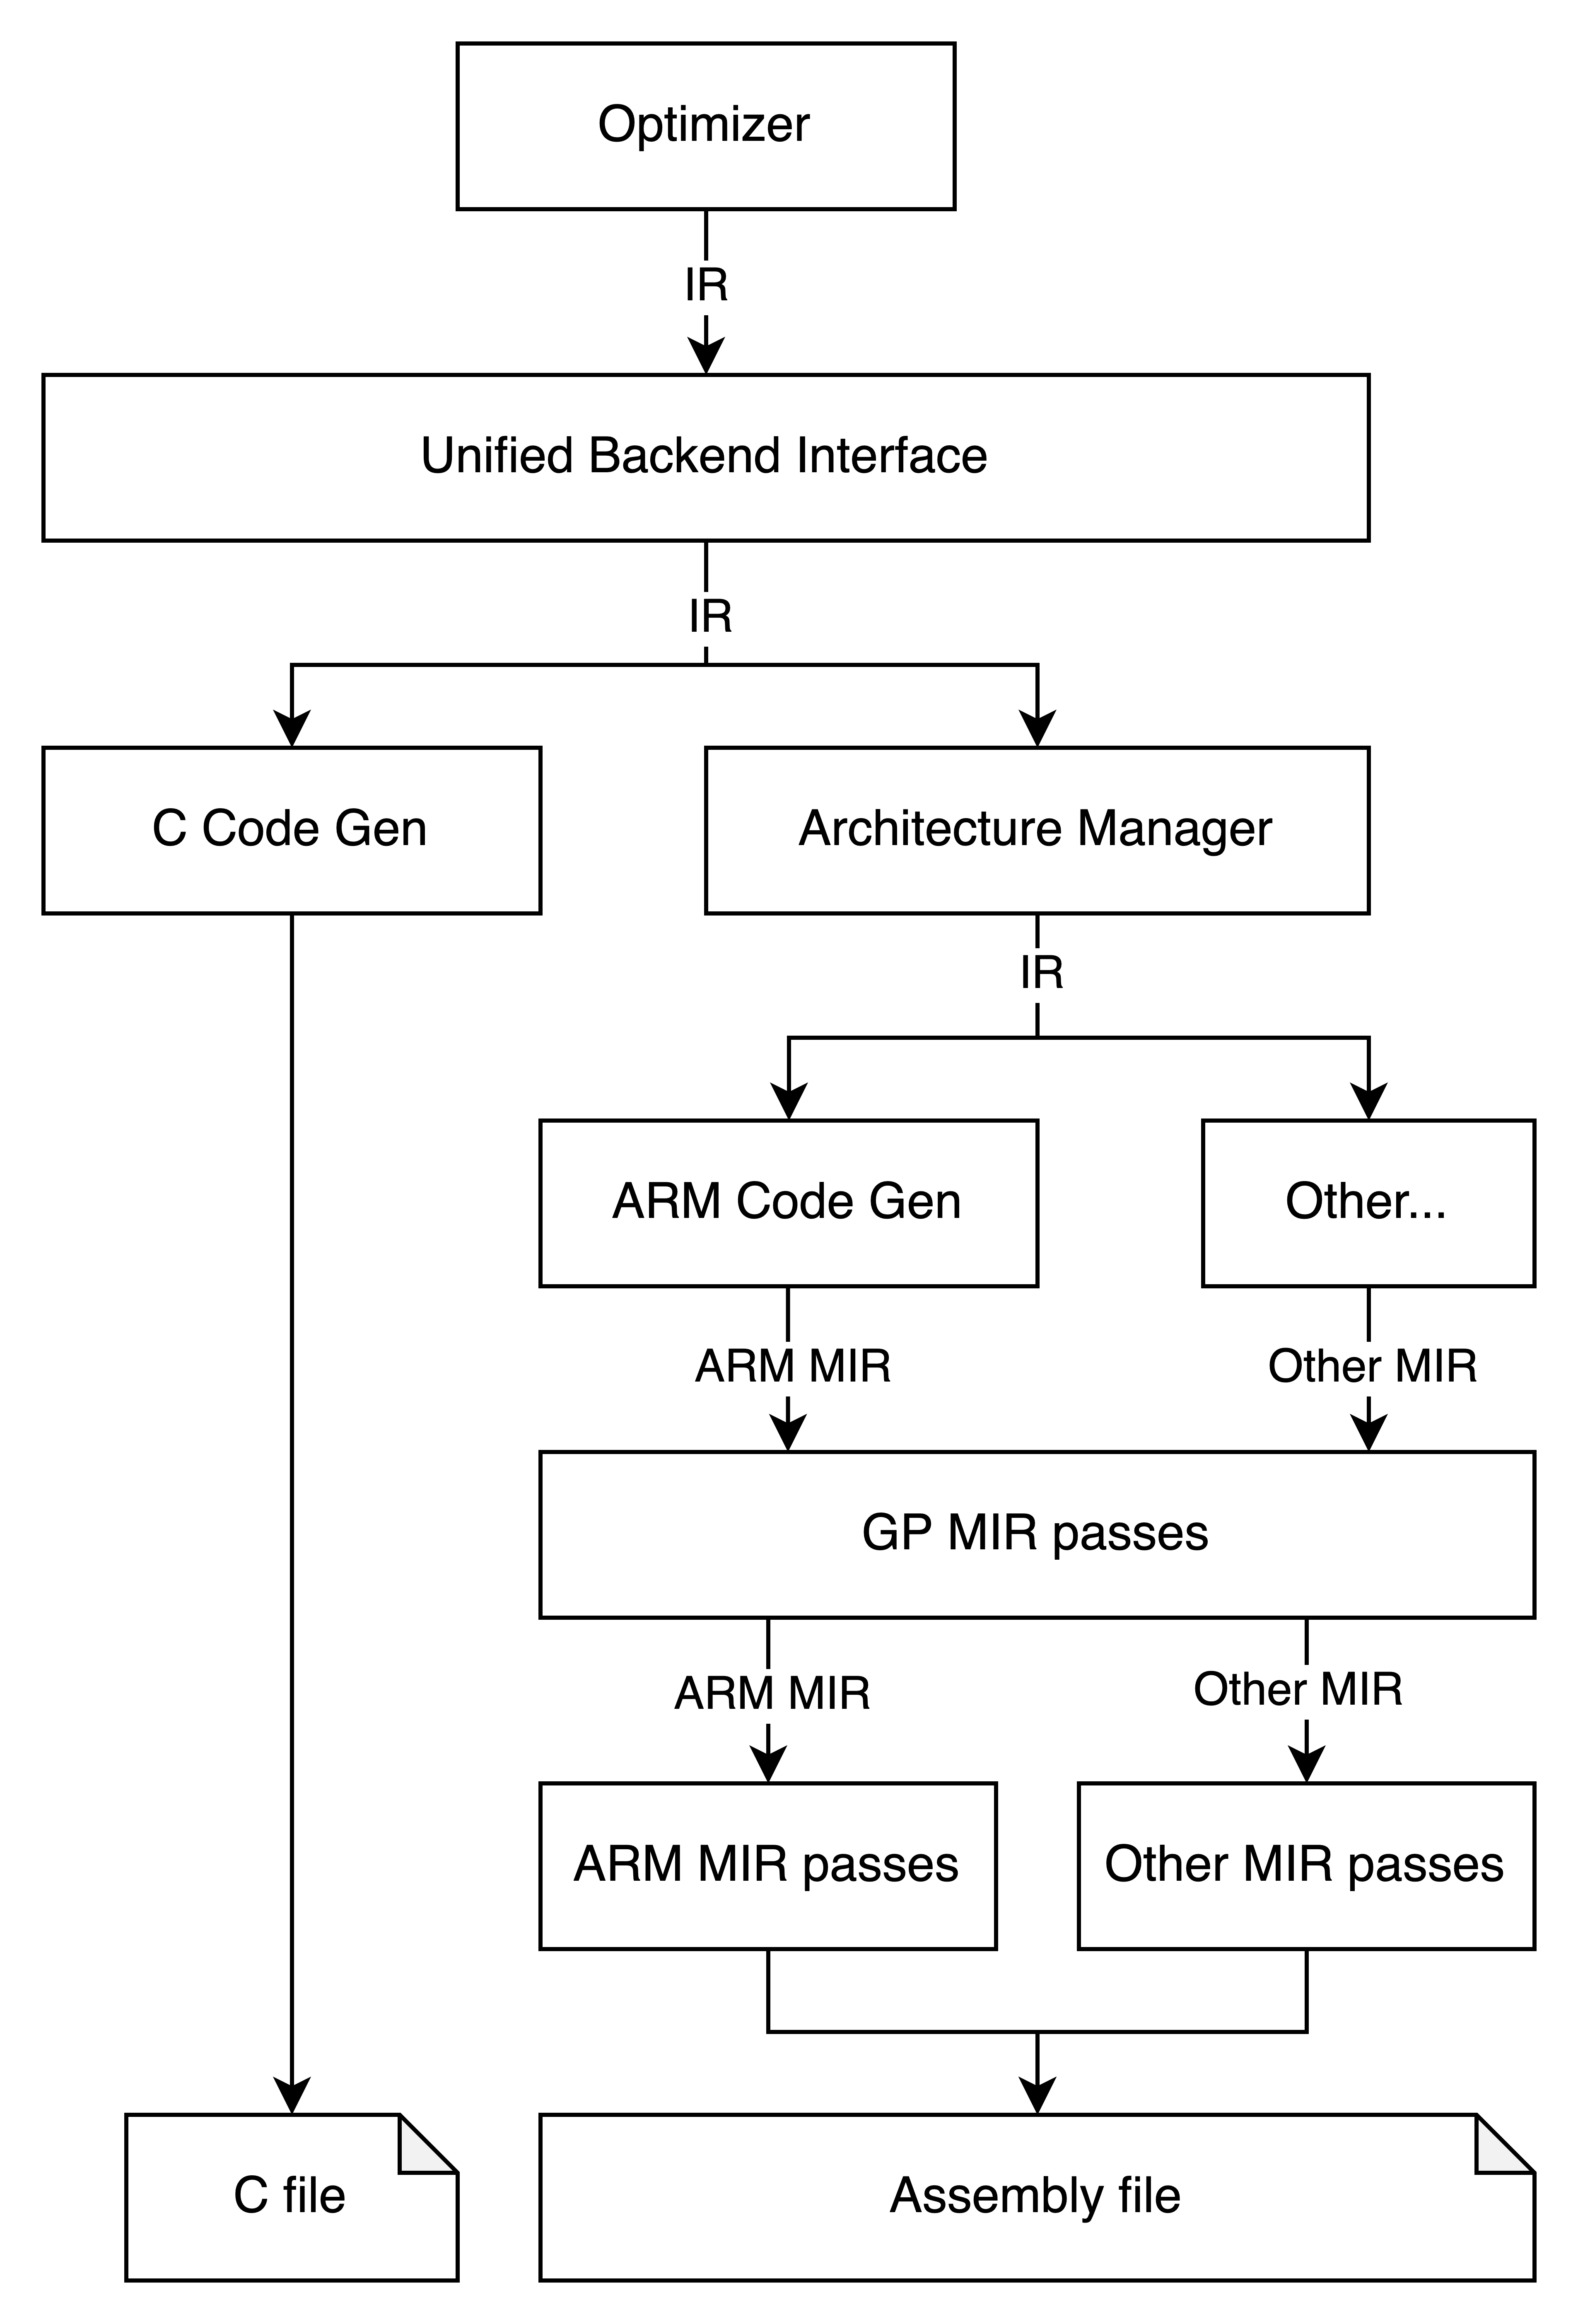 Optimizer
IR
Unified Backend Interface
IR
C Code Gen
Architecture Manager
IR
ARM Code Gen
Other...
ARM MIR
Other MIR
GP MIR passes
ARM MIR
Other MIR
ARM MIR passes
Other MIR passes
C file
Assembly file